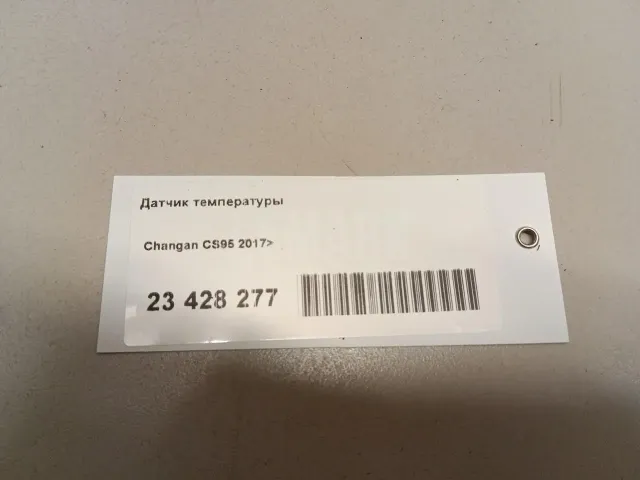 Датчик температуры
Changan CS95 2017>
23 428 277